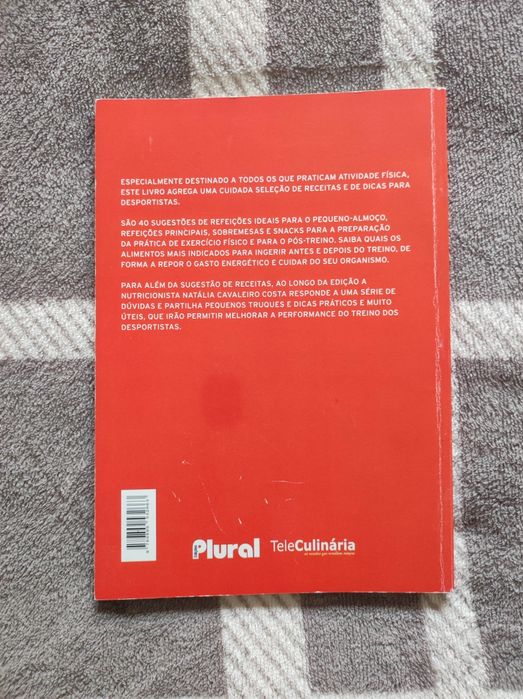 ESPECIALMENTE DESTINADO A TODOS OS QUE PRATICAM ATIVIDADE FÍSICA,
ESTE LIVRO AGREGA UMA CUIDADA SELEÇÃO DE RECEITAS E DE DICAS PARA
DESPORTISTAS.
SÃO 40 SUGESTÕES DE REFEIÇÕES IDEAIS PARA O PEQUENO-ALMOÇO,
REFEIÇÕES PRINCIPAIS, SOBREMESAS E SNACKS PARA A PREPARAÇÃO
DA PRÁTICA DE EXERCÍCIO FÍSICO E PARA O PÓS-TREINO. SAIBA QUAIS OS
ALIMENTOS MAIS INDICADOS PARA INGERIR ANTES E DEPOIS DO TREINO, DE
FORMA A REPOR O GASTO ENERGÉTICO E CUIDAR DO SEU ORGANISMO.
PARA ALÉM DA SUGESTÃO DE RECEITAS, AO LONGO DA EDIÇÃO A
NUTRICIONISTA NATÁLIA CAVALEIRO COSTA RESPONDE A UMA SÉRIE DE
DÚVIDAS E PARTILHA PEQUENOS TRUQUES E DICAS PRÁTICOS E MUITO
ÚTEIS, QUE IRÃO PERMITIR MELHORAR A PERFORMANCE DO TREINO DOS
DESPORTISTAS.
Plural
TeleCulinária